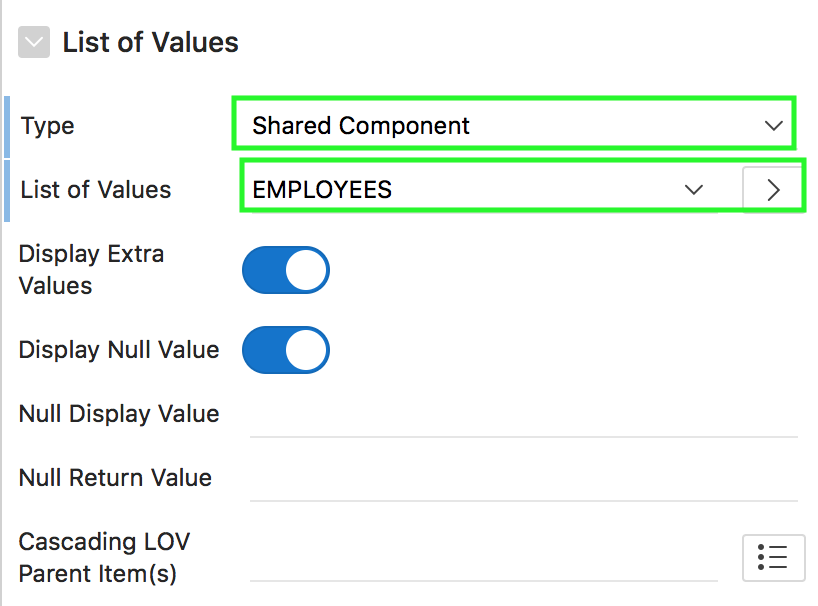 List of Values
Type
Shared Component
List of Values
EMPLOYEES
Display Extra
Values
Display Null Value
Null Display Value
Null Return Value
Cascading LOV
Parent Item(s)